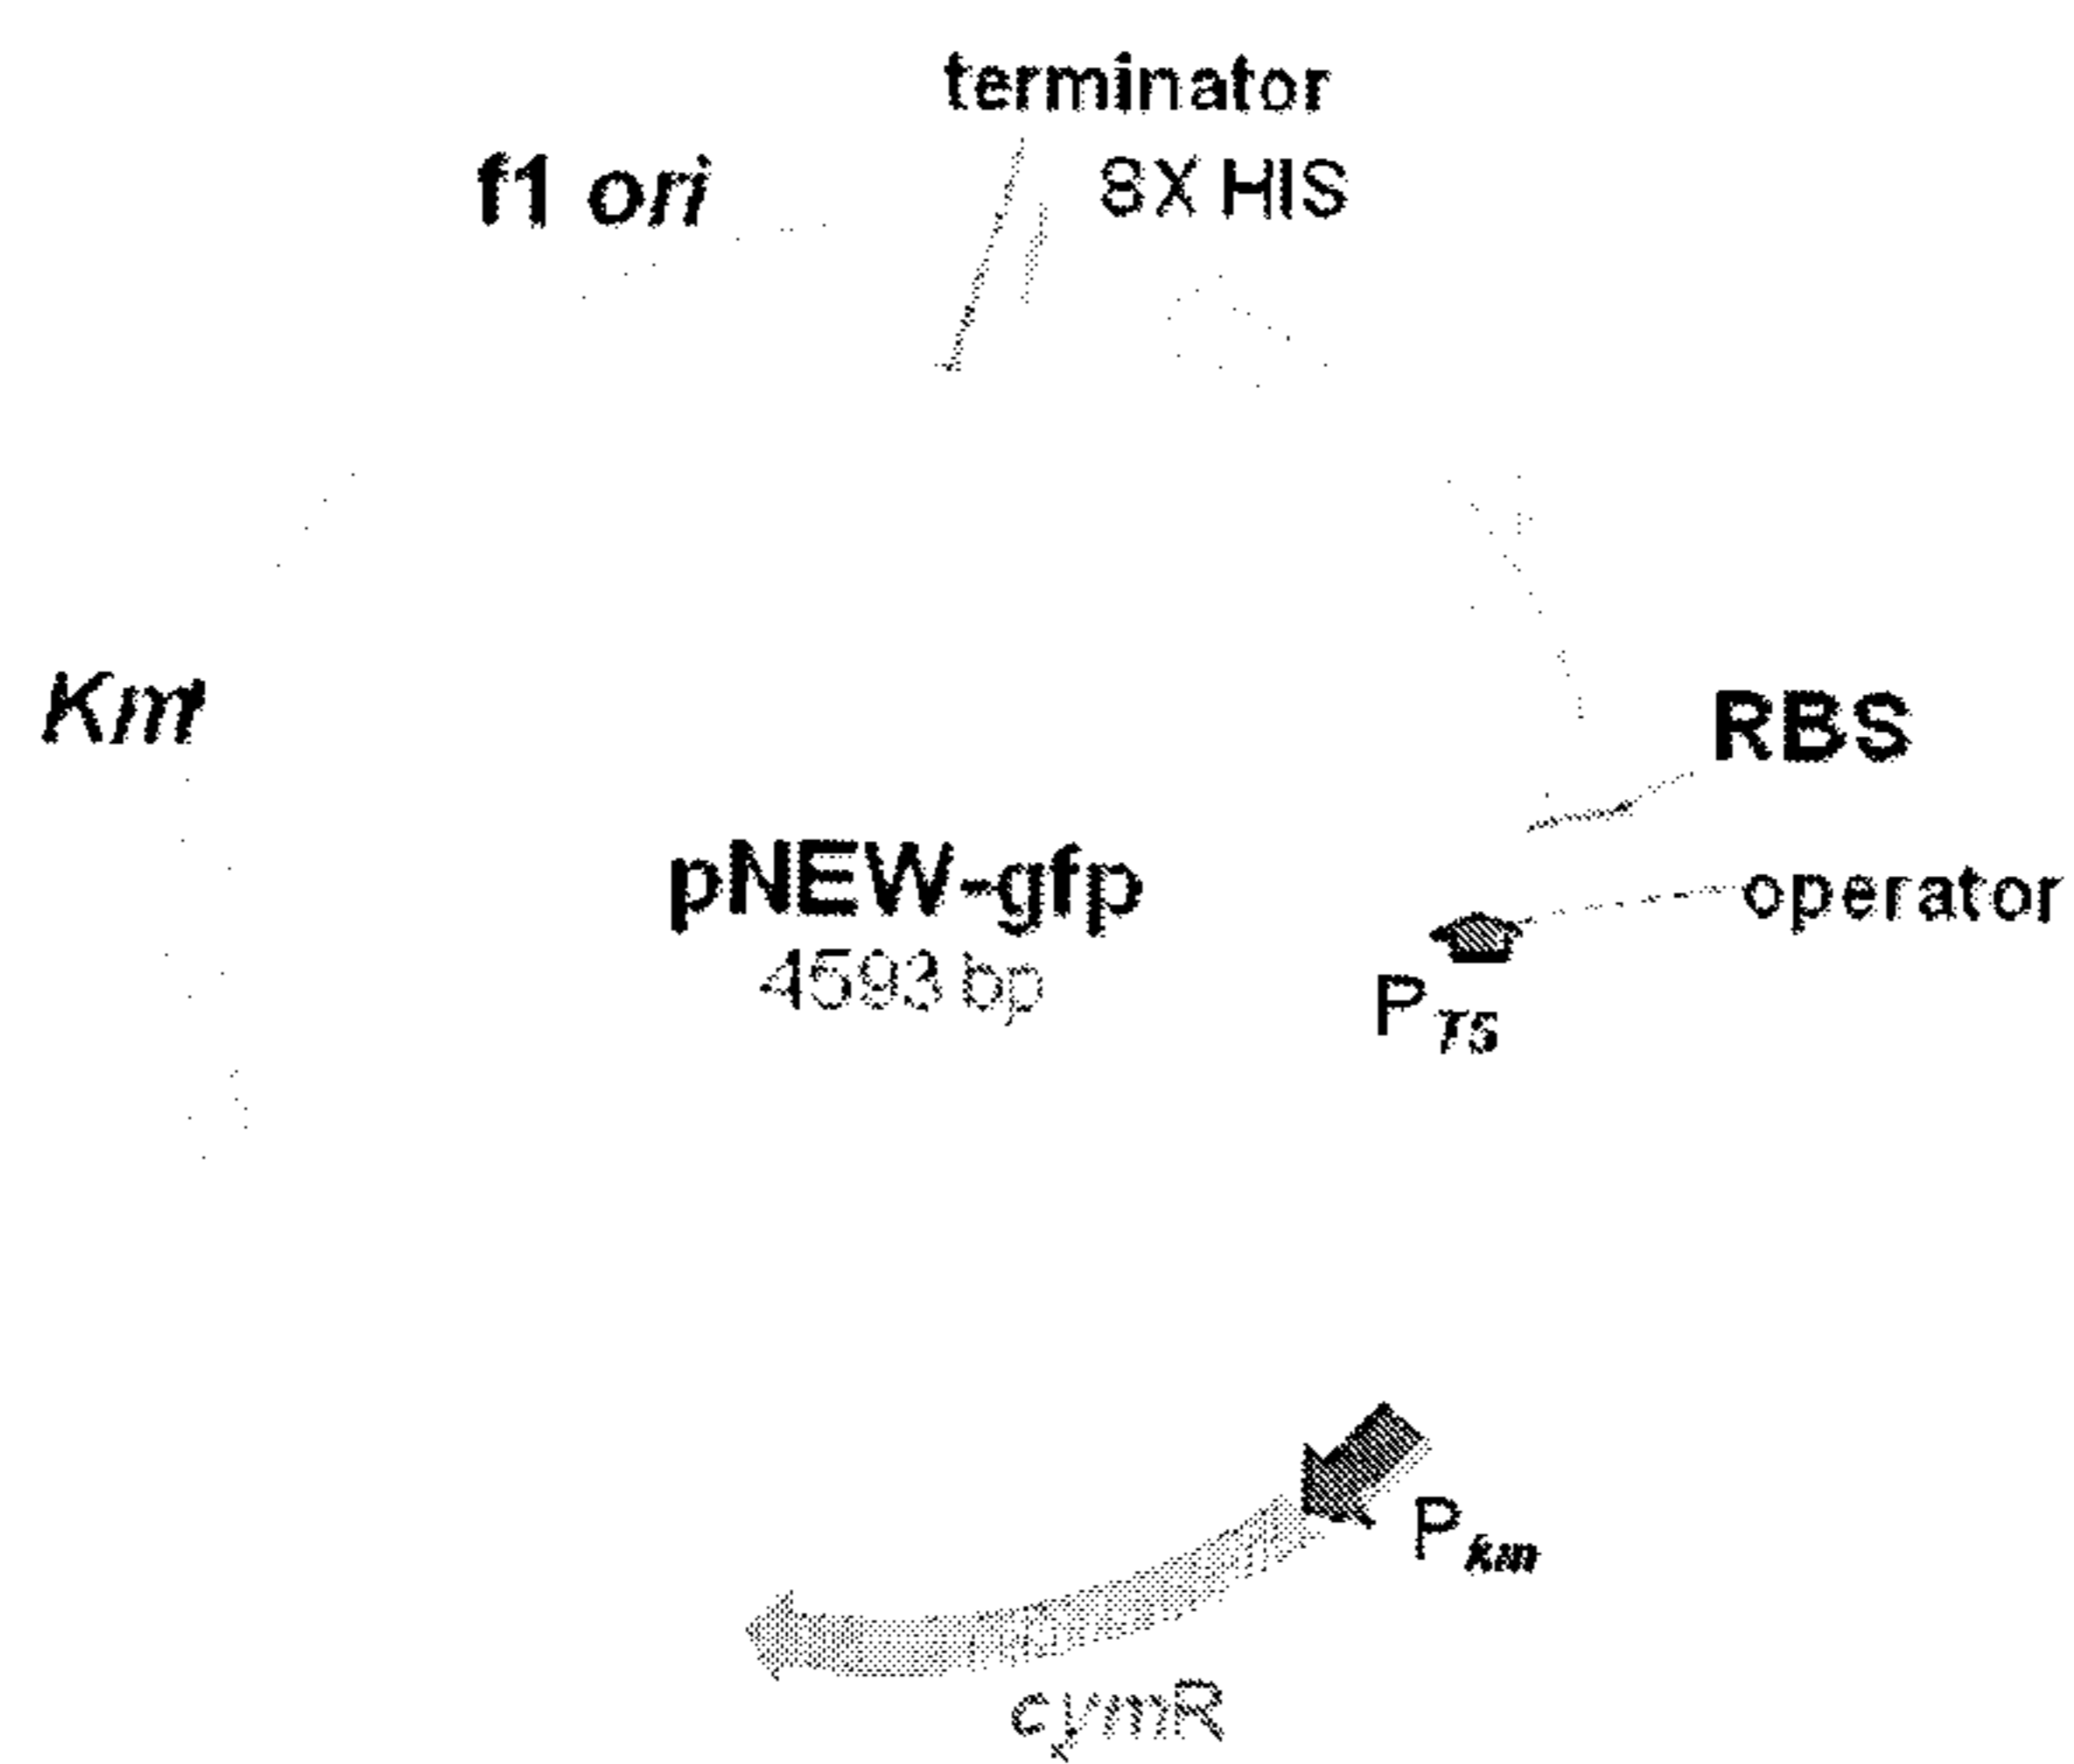 terminator
f1 ori
8X HIS
Km
RBS
pNEW-gfp
operator
4593 bp
PT5
Pkm
cymR